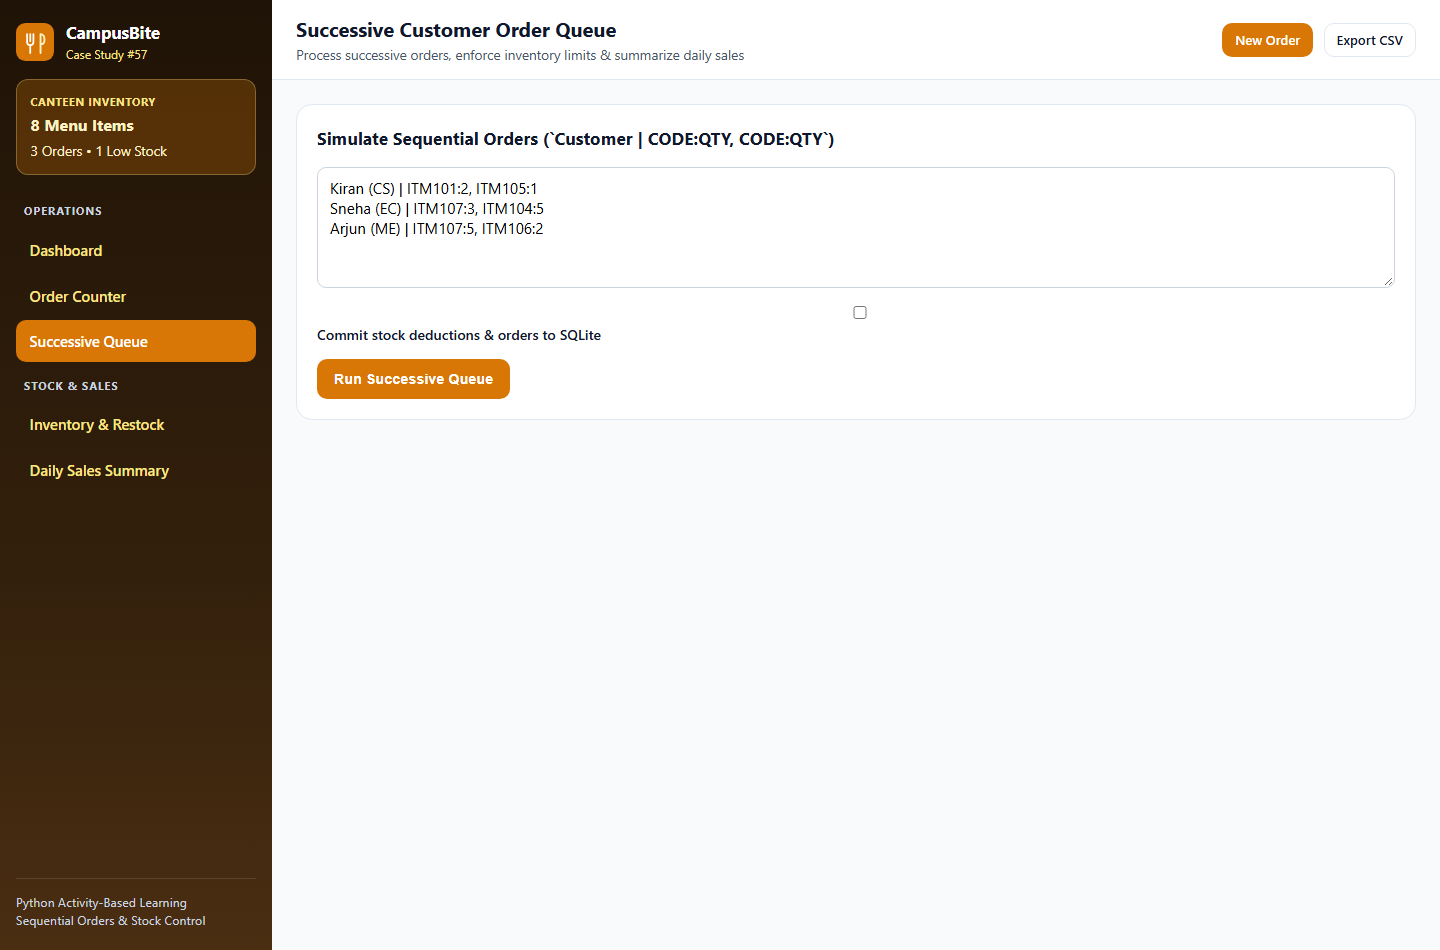 CampusBite
Case Study #57
CANTEEN INVENTORY
8 Menu Items
3 Orders • 1 Low Stock
OPERATIONS
Dashboard
Order Counter
Successive Queue
STOCK & SALES
Inventory & Restock
Daily Sales Summary
Python Activity-Based Learning
Sequential Orders & Stock Control
Successive Customer Order Queue
Process successive orders, enforce inventory limits & summarize daily sales
New Order
Export CSV
Simulate Sequential Orders (`Customer | CODE:QTY, CODE:QTY`)
Kiran (CS) | ITM101:2, ITM105:1
Sneha (EC) | ITM107:3, ITM104:5
Arjun (ME) | ITM107:5, ITM106:2
Commit stock deductions & orders to SQLite
Run Successive Queue